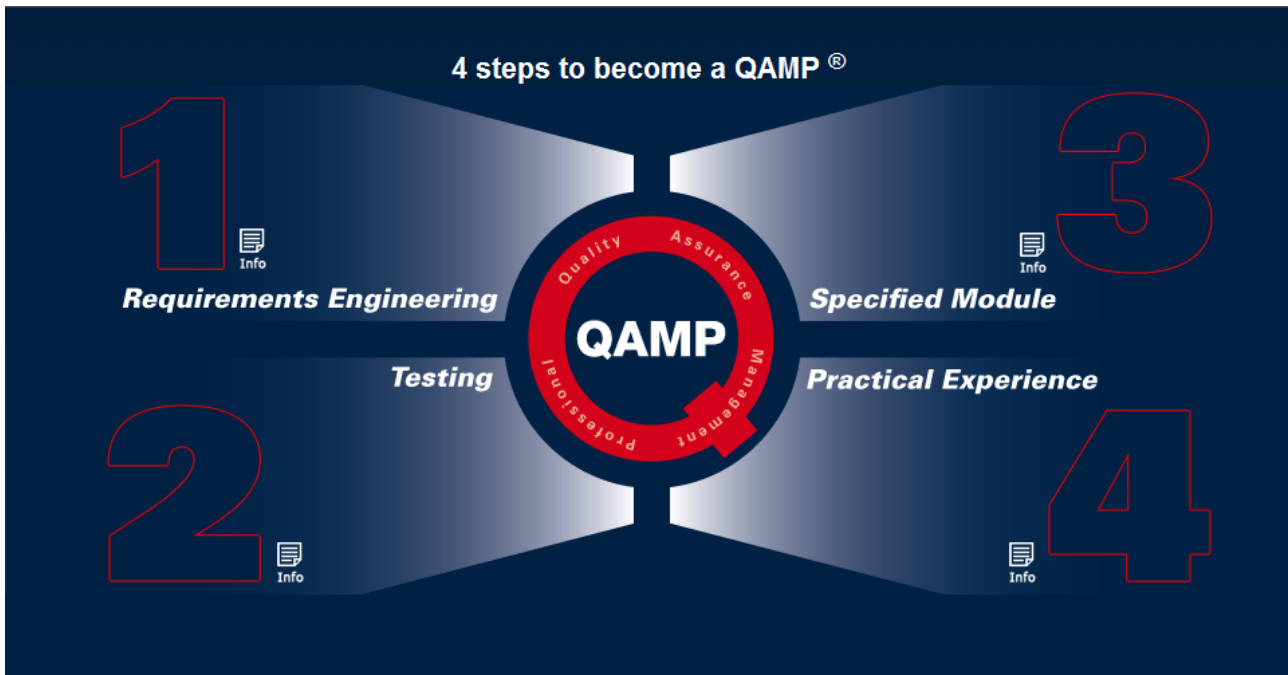 4 steps to become a QAMP ®
1
Info
Requirements Engineering
2
Testing
Info
3
Info
Specified Module
4
Practical Experience
Info
Quality Assurance Management Professional
QAMP